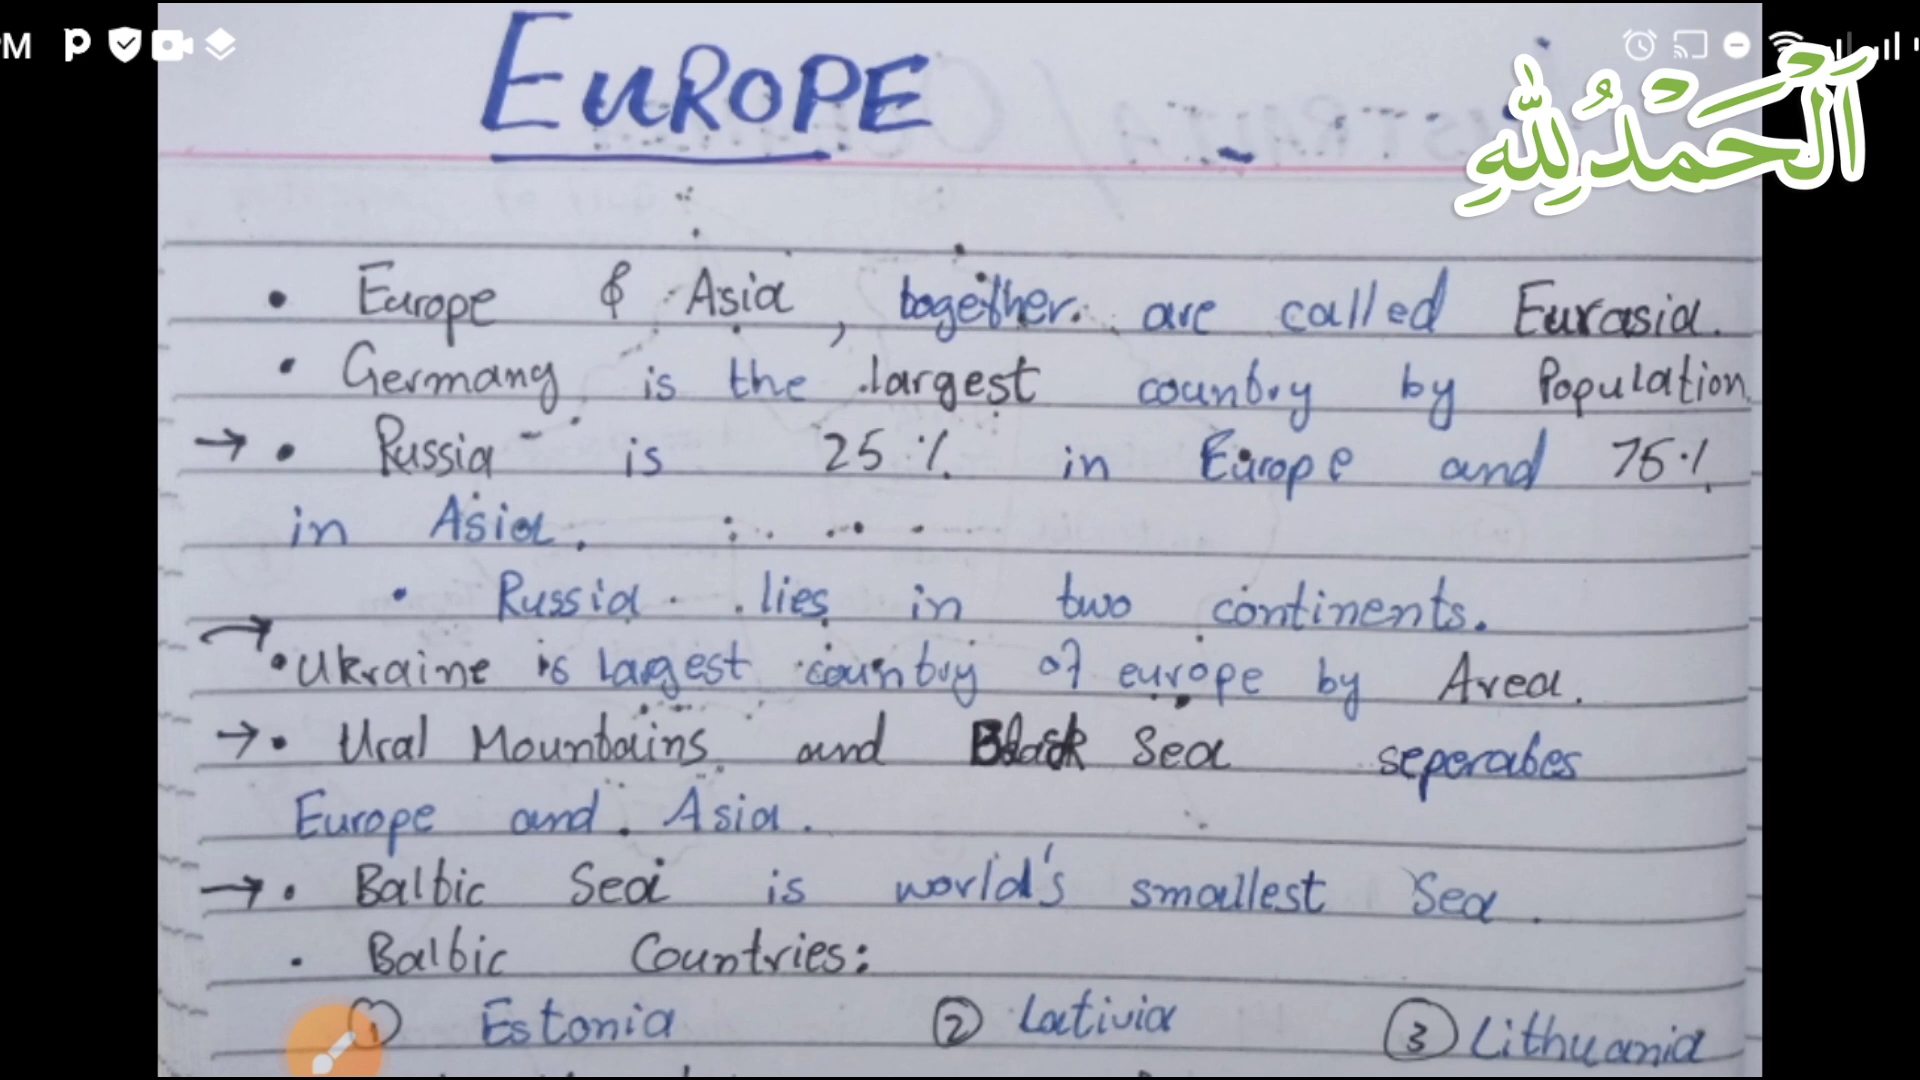 PM
اَلْحَمْدُلِلّٰهِ
EUROPE
• Europe & Asia, together are called Eurasia.
• Germany is the largest country by Population.
→ • Russia is 25 % in Europe and 75 %
in Asia.
• Russia lies in two continents.
→ • Ukraine is largest country of europe by Area.
→ • Ural Mountains and Black Sea seperates
Europe and Asia.
→ • Baltic Sea is world's smallest Sea.
• Baltic Countries:
① Estonia ② Lativia ③ Lithuania